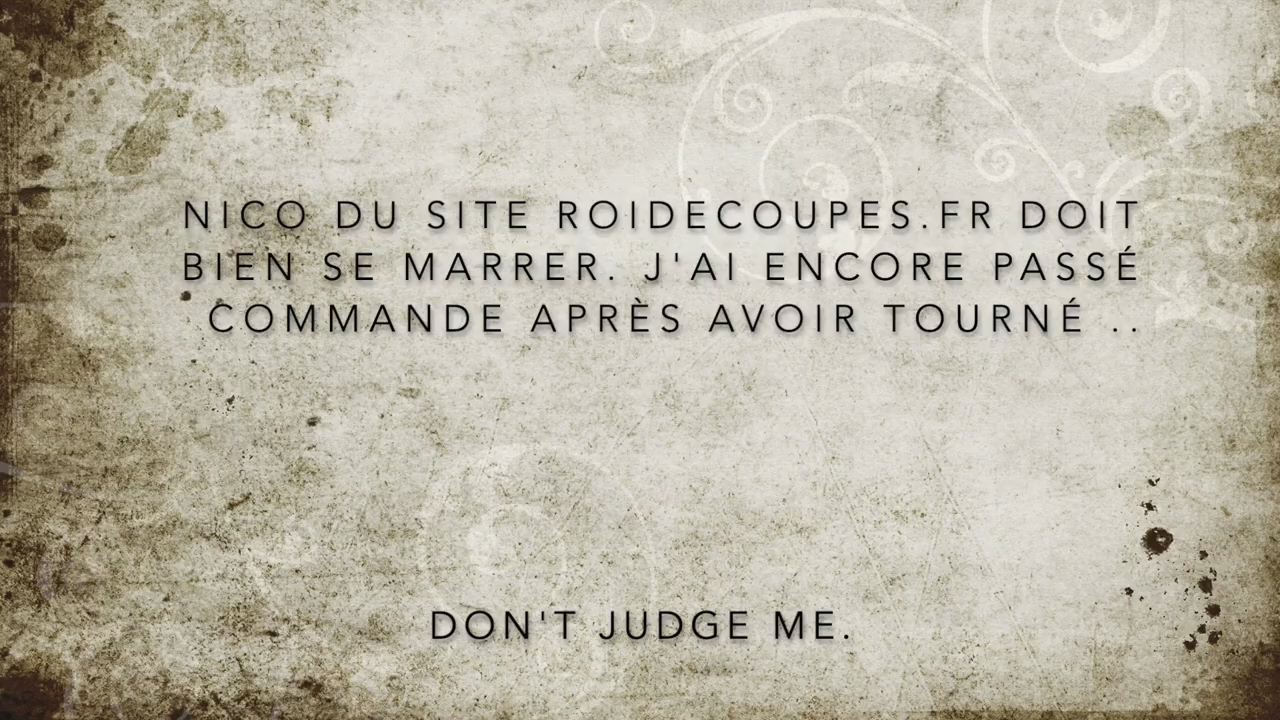 NICO DU SITE ROIDECOUPES.FR DOIT
BIEN SE MARRER. J'AI ENCORE PASSÉ
COMMANDE APRÈS AVOIR TOURNÉ ..
DON'T JUDGE ME.